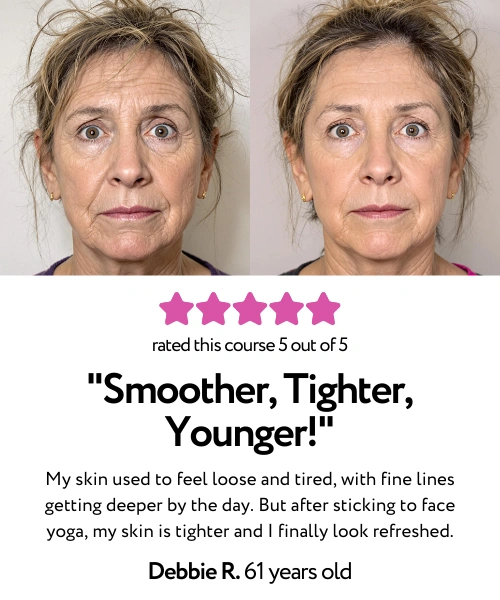 rated this course 5 out of 5
"Smoother, Tighter,
Younger!"
My skin used to feel loose and tired, with fine lines
getting deeper by the day. But after sticking to face
yoga, my skin is tighter and I finally look refreshed.
Debbie R. 61 years old